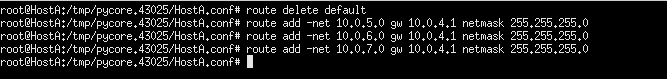 root@HostA:/tmp/pycore.43025/HostA.conf# route delete default
root@HostA:/tmp/pycore.43025/HostA.conf# route add -net 10.0.5.0 gw 10.0.4.1 netmask 255.255.255.0
root@HostA:/tmp/pycore.43025/HostA.conf# route add -net 10.0.6.0 gw 10.0.4.1 netmask 255.255.255.0
root@HostA:/tmp/pycore.43025/HostA.conf# route add -net 10.0.7.0 gw 10.0.4.1 netmask 255.255.255.0
root@HostA:/tmp/pycore.43025/HostA.conf#